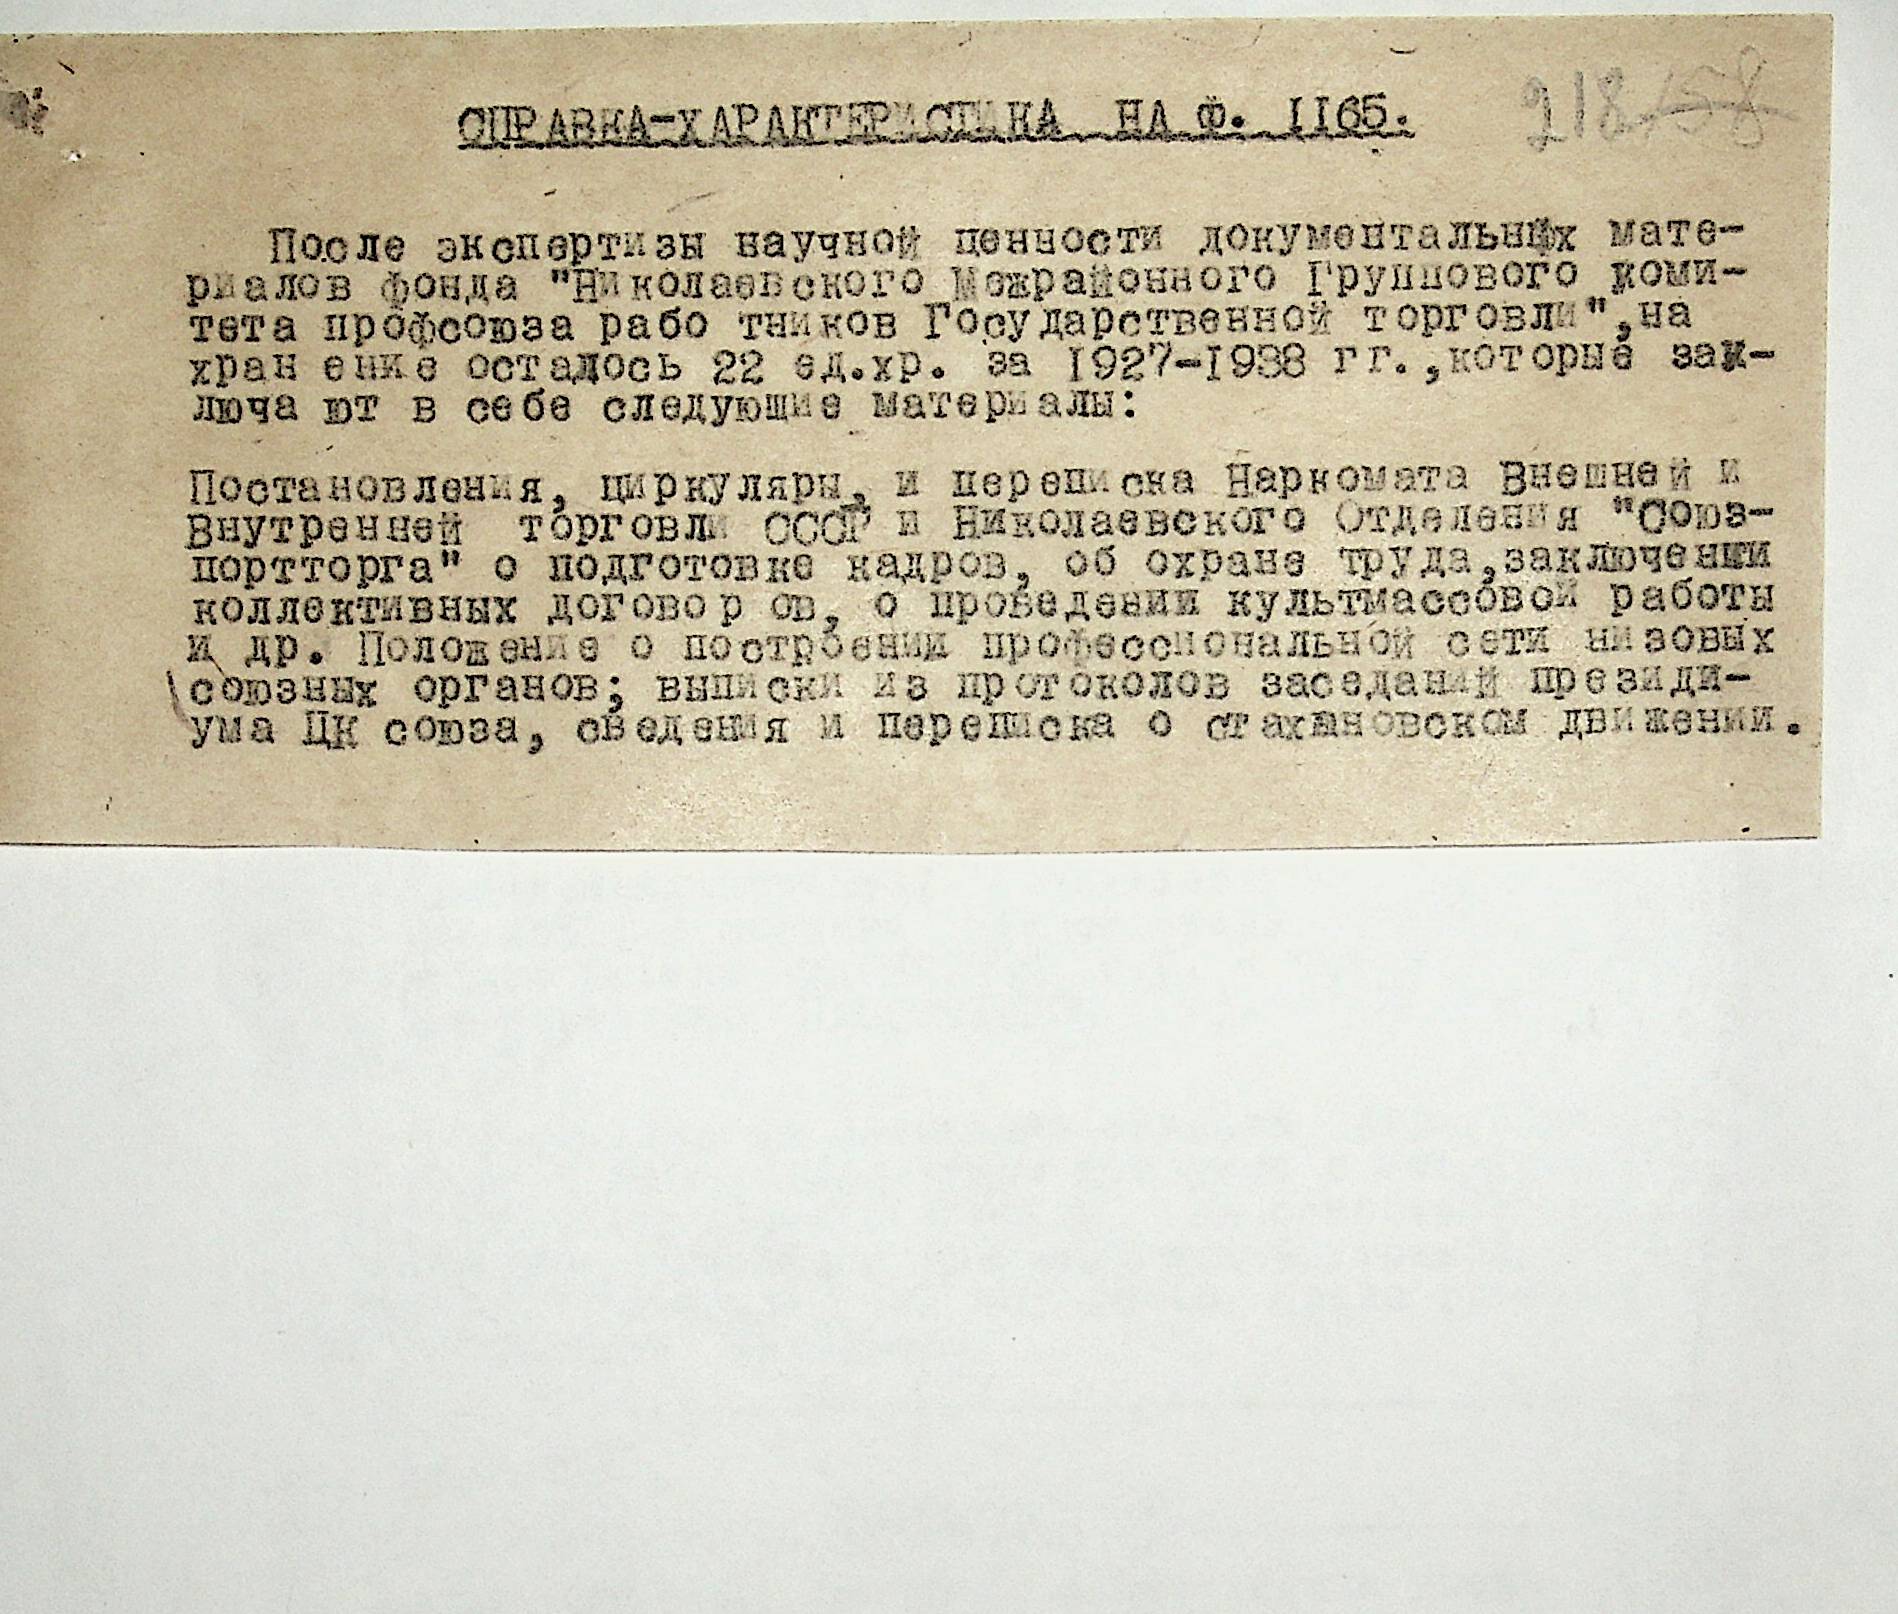 СПРАВКА-ХАРАКТЕРИСТИКА НА Ф. II65.
218
После экспертизы научной ценности документальных мате-
риалов фонда "Николаевского Межрайонного Группового коми-
тета профсоюза рабо тников Государственной торговли",на
хран ение осталось 22 ед.хр. за I927-I938 гг.,которые зак-
люча ют в себе следующие материалы:
Постановления, циркуляры, и переписка Наркомата Внешней и
Внутренней торговли СССР и Николаевского Отделения "Союз-
портторга" о подготовке кадров, об охране труда,заключении
коллективных договор ов, о проведении культмассовой работы
и др. Положение о построении профессиональной сети низовых
союзных органов; выписки из протоколов заседаний президи-
ума ЦК союза, сведения и переписка о стахановском движении.